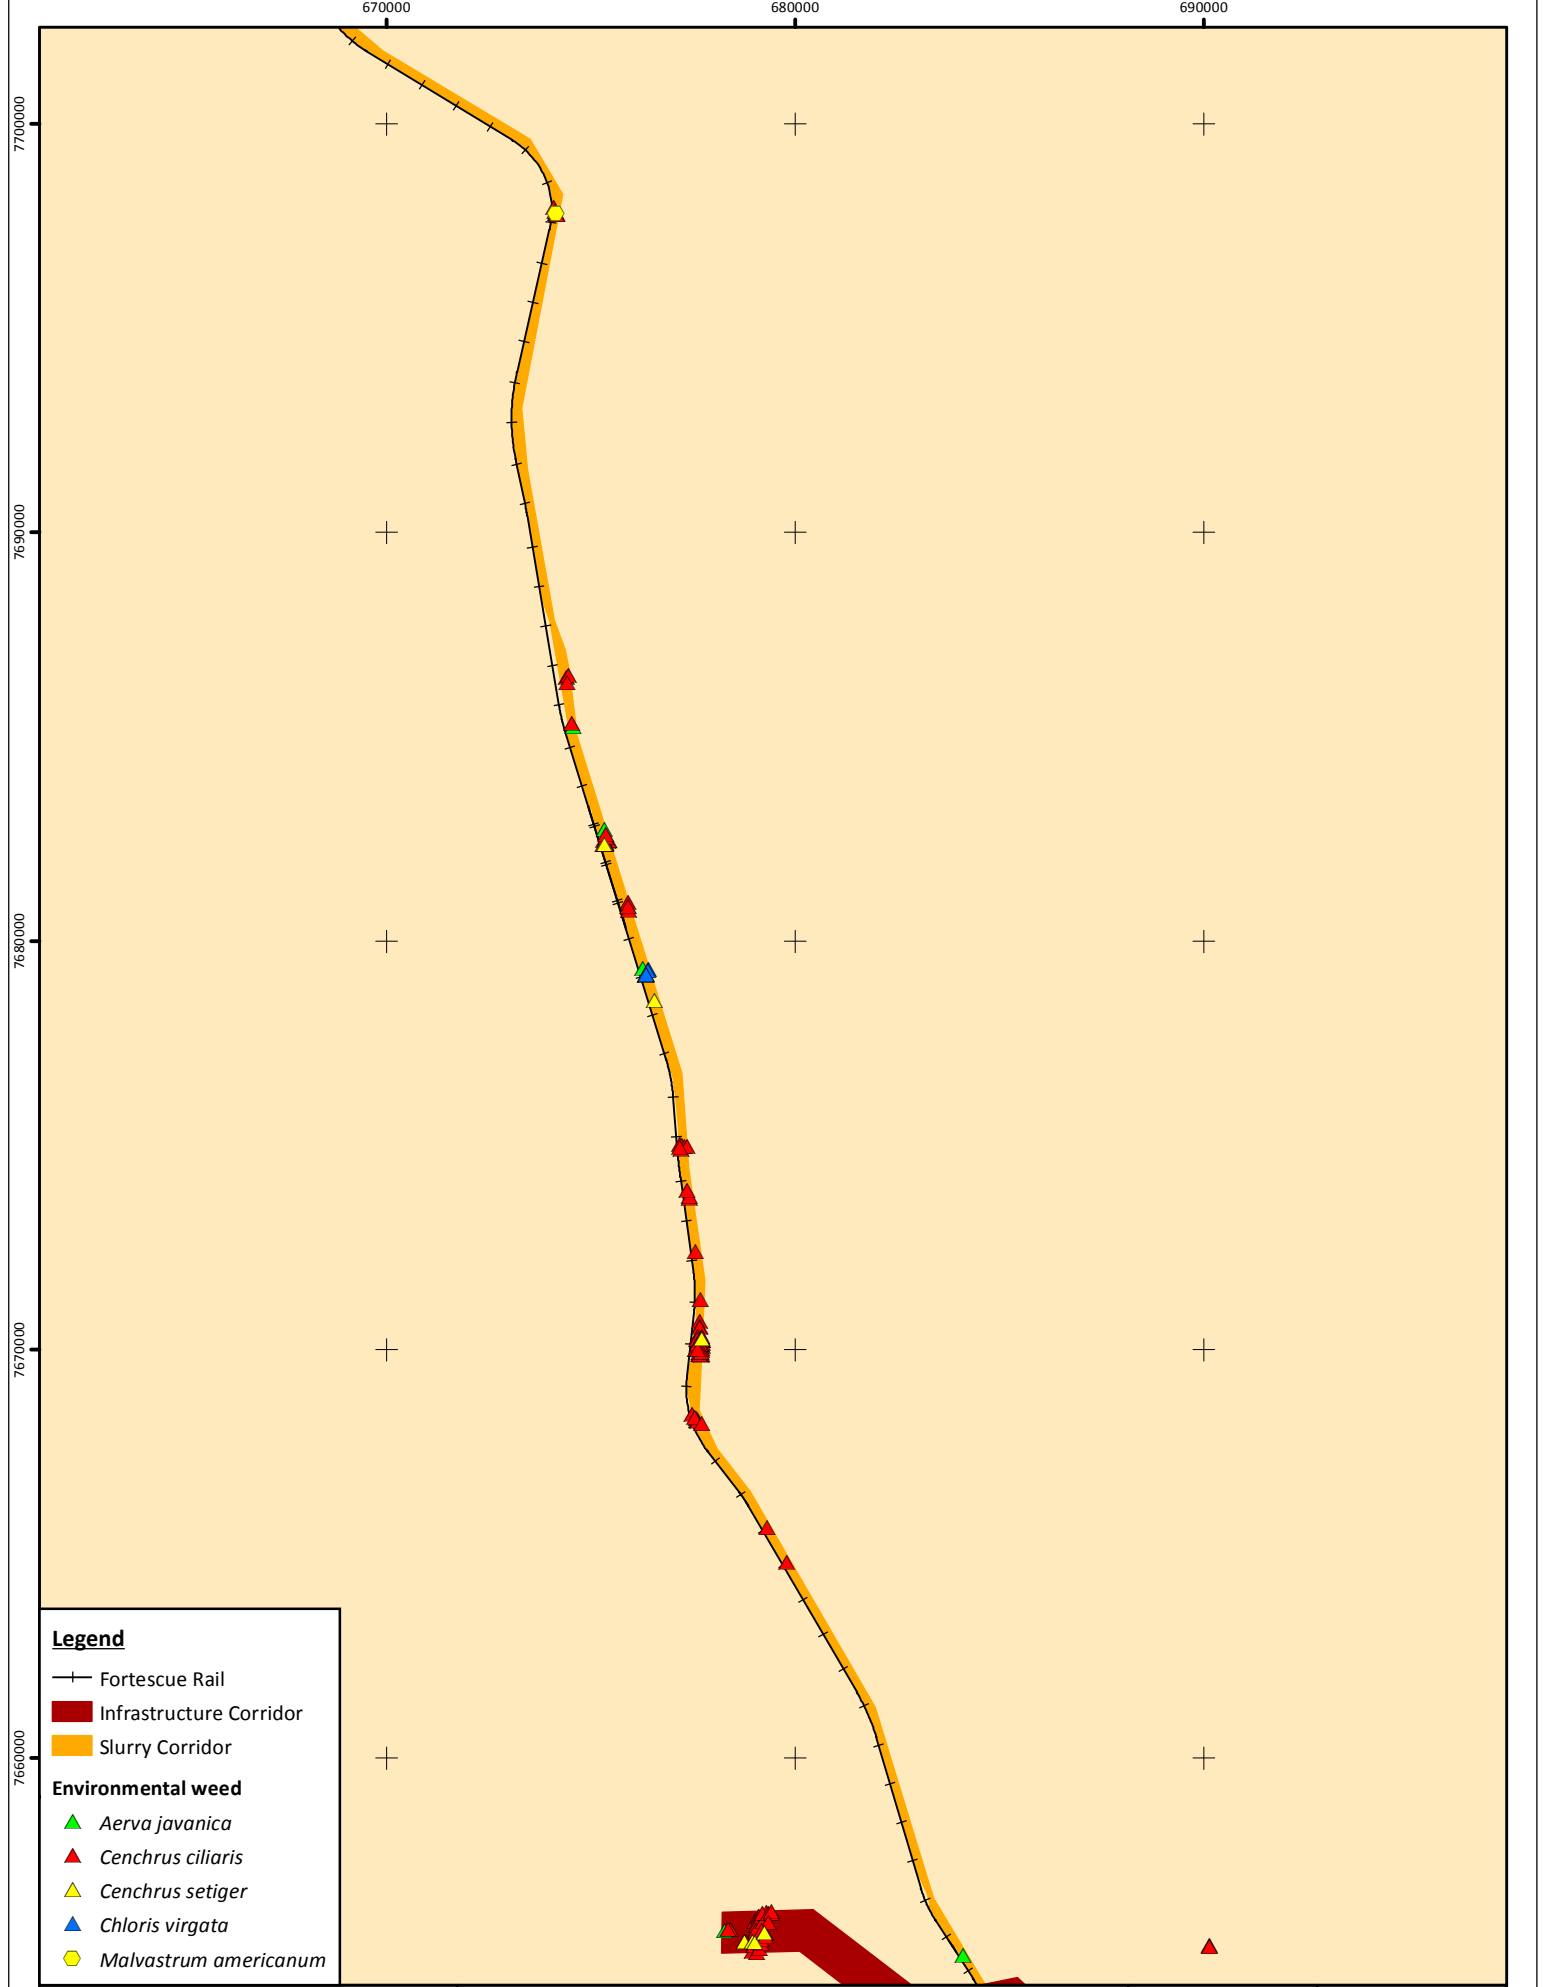 670000 680000 690000
7700000
7690000
7680000
7670000
7660000
Legend
Fortescue Rail
Infrastructure Corridor
Slurry Corridor
Environmental weed
Aerva javanica
Cenchrus ciliaris
Cenchrus setiger
Chloris virgata
Malvastrum americanum